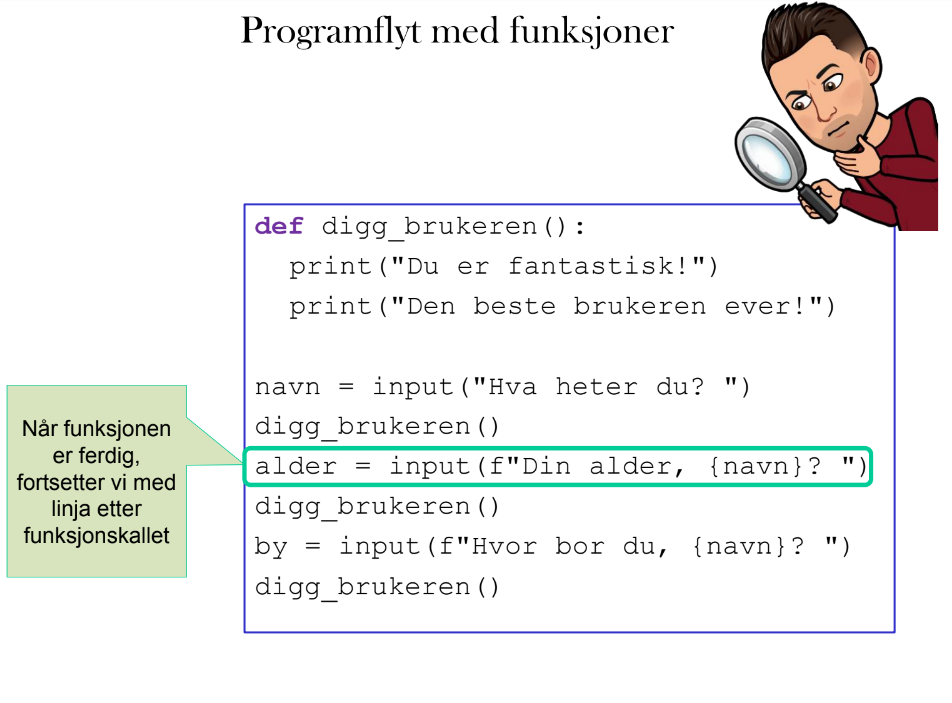 Programflyt med funksjoner
def digg_brukeren():
print("Du er fantastisk!")
print("Den beste brukeren ever!")
navn = input("Hva heter du? ")
digg_brukeren()
Når funksjonen
er ferdig,
fortsetter vi med
linja etter
funksjonskallet
alder = input(f"Din alder, {navn}? ")
digg_brukeren()
by = input(f"Hvor bor du, {navn}? ")
digg_brukeren()